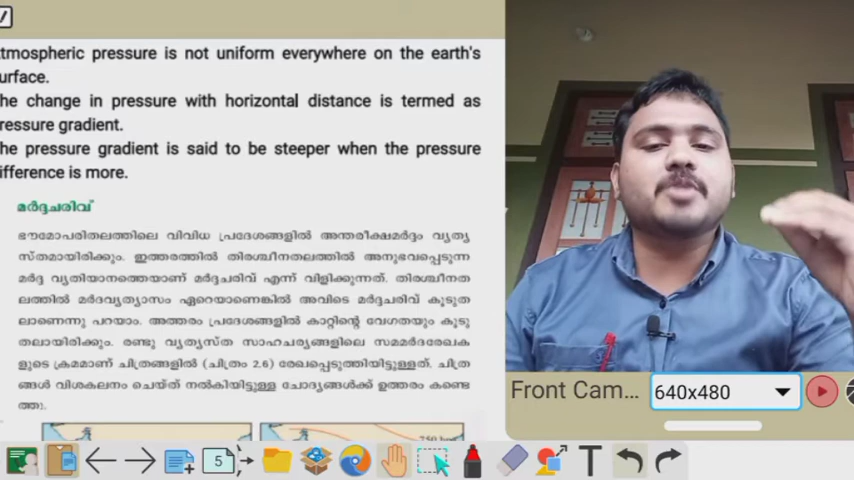 tmospheric pressure is not uniform everywhere on the earth's
urface.
he change in pressure with horizontal distance is termed as
ressure gradient.
he pressure gradient is said to be steeper when the pressure
ifference is more.
മർദ്ദചരിവ്
ഭൗമോപരിതലത്തിലെ വിവിധ പ്രദേശങ്ങളിൽ അന്തരീക്ഷമർദ്ദം വ്യത്യ
സ്തമായിരിക്കും. ഇത്തരത്തിൽ തിരശ്ചീനതലത്തിൽ അനുഭവപ്പെടുന്ന
മർദ്ദ വ്യതിയാനത്തെയാണ് മർദ്ദചരിവ് എന്ന് വിളിക്കുന്നത്. തിരശ്ചീനത
ലത്തിൽ മർദവ്യത്യാസം ഏറെയാണെങ്കിൽ അവിടെ മർദ്ദചരിവ് കൂടുത
ലാണെന്നു പറയാം. അത്തരം പ്രദേശങ്ങളിൽ കാറ്റിന്റെ വേഗതയും കൂടു
തലായിരിക്കും. രണ്ടു വ്യത്യസ്ത സാഹചര്യങ്ങളിലെ സമമർദരേഖക
ളുടെ ക്രമമാണ് ചിത്രങ്ങളിൽ (ചിത്രം 2.6) രേഖപ്പെടുത്തിയിട്ടുള്ളത്. ചിത്ര
ങ്ങൾ വിശകലനം ചെയ്ത് നൽകിയിട്ടുള്ള ചോദ്യങ്ങൾക്ക് ഉത്തരം കണ്ടെ
ത്തൂ.
Front Cam...
640x480
5
T